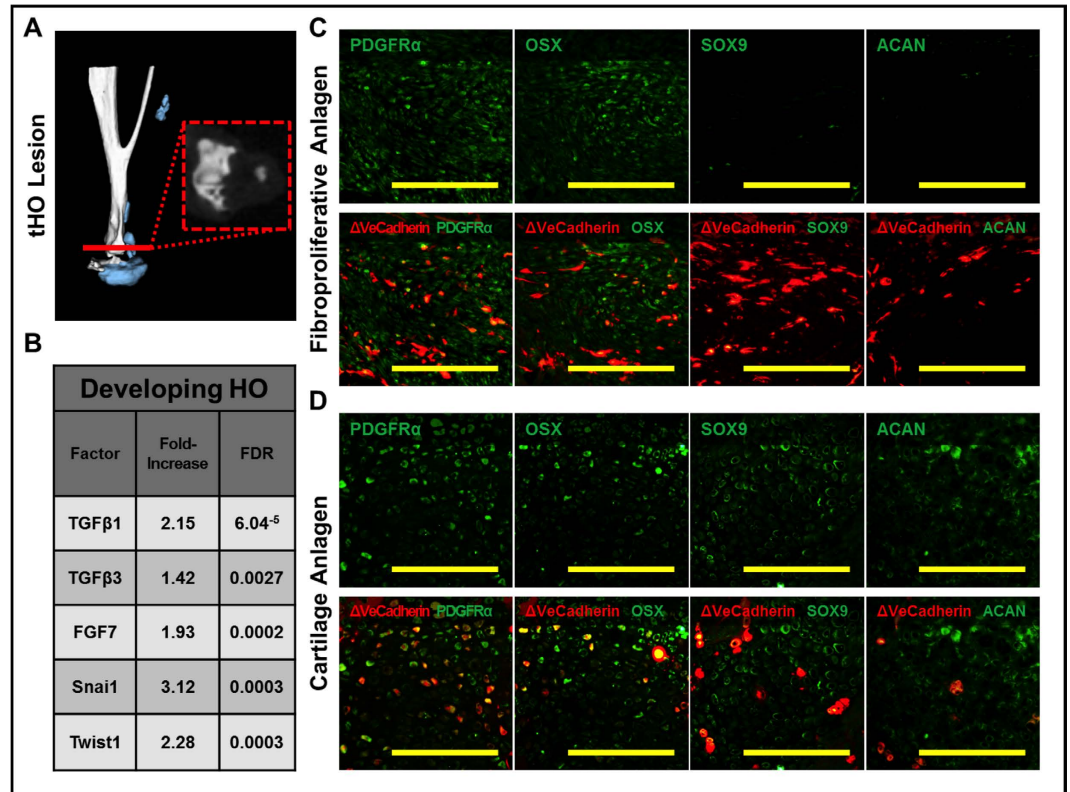 A
tHO Lesion
B
Developing HO
Factor Fold-Increase FDR
TGFβ1 2.15 6.04⁻⁵
TGFβ3 1.42 0.0027
FGF7 1.93 0.0002
Snai1 3.12 0.0003
Twist1 2.28 0.0003
C
Fibroproliferative Anlagen
PDGFRα OSX SOX9 ACAN
ΔVeCadherin PDGFRα ΔVeCadherin OSX ΔVeCadherin SOX9 ΔVeCadherin ACAN
D
Cartilage Anlagen
PDGFRα OSX SOX9 ACAN
ΔVeCadherin PDGFRα ΔVeCadherin OSX ΔVeCadherin SOX9 ΔVeCadherin ACAN